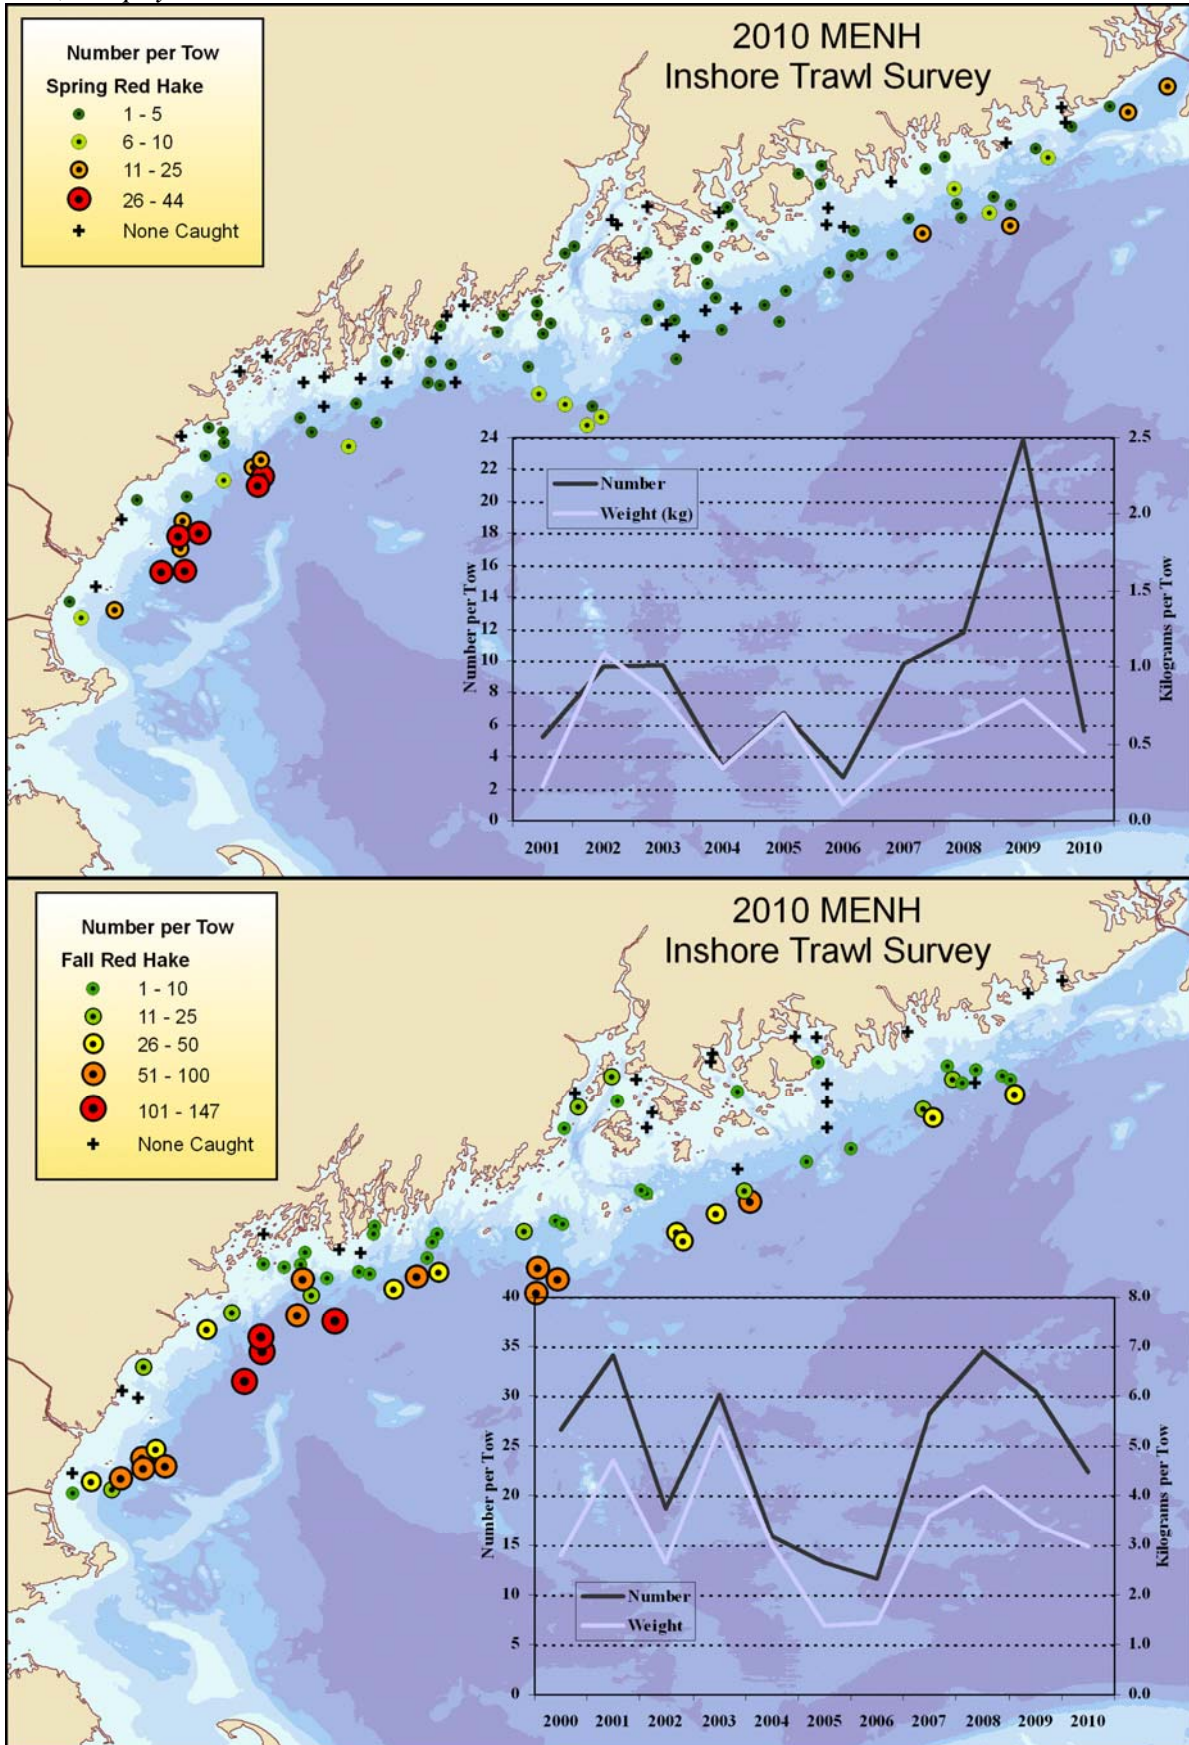 2010 MENH
Inshore Trawl Survey
Number per Tow
Spring Red Hake
1 - 5
6 - 10
11 - 25
26 - 44
None Caught
24
22
20
18
16
14
12
10
8
6
4
2
0
Number per Tow
Number
Weight (kg)
2.5
2.0
1.5
1.0
0.5
0.0
Kilograms per Tow
2001 2002 2003 2004 2005 2006 2007 2008 2009 2010
2010 MENH
Inshore Trawl Survey
Number per Tow
Fall Red Hake
1 - 10
11 - 25
26 - 50
51 - 100
101 - 147
None Caught
40
35
30
25
20
15
10
5
0
Number per Tow
Number
Weight
8.0
7.0
6.0
5.0
4.0
3.0
2.0
1.0
0.0
Kilograms per Tow
2000 2001 2002 2003 2004 2005 2006 2007 2008 2009 2010